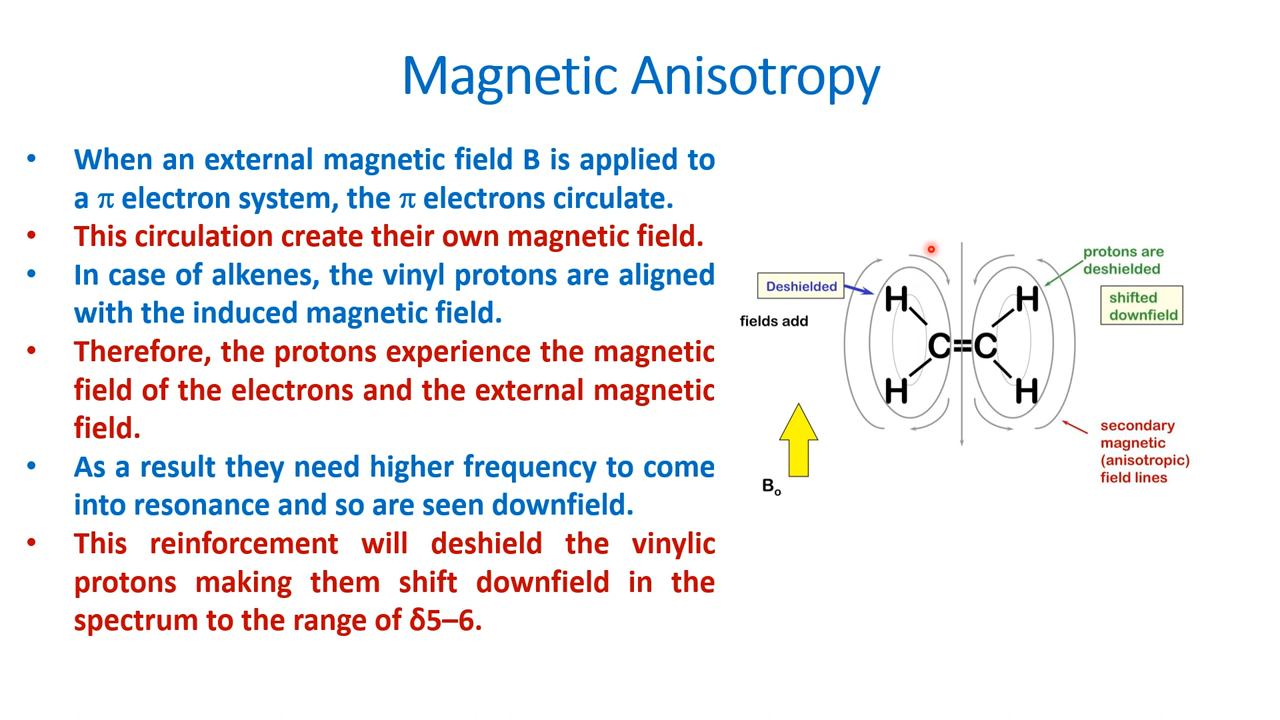 Magnetic Anisotropy
• When an external magnetic field B is applied to
a π electron system, the π electrons circulate.
• This circulation create their own magnetic field.
• In case of alkenes, the vinyl protons are aligned
with the induced magnetic field.
• Therefore, the protons experience the magnetic
field of the electrons and the external magnetic
field.
• As a result they need higher frequency to come
into resonance and so are seen downfield.
• This reinforcement will deshield the vinylic
protons making them shift downfield in the
spectrum to the range of δ5–6.
protons are
deshielded
Deshielded
shifted
downfield
fields add
H H
C=C
H H
secondary
magnetic
(anisotropic)
field lines
Bo